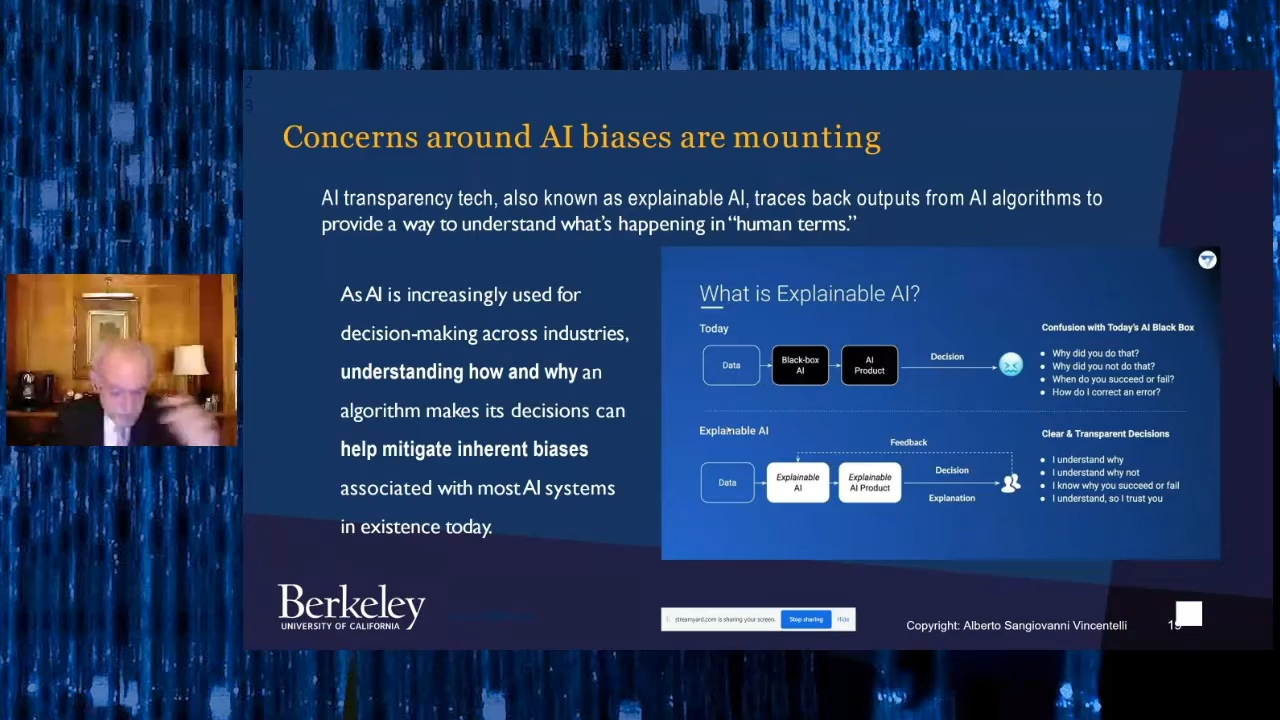 2
3
Concerns around AI biases are mounting
AI transparency tech, also known as explainable AI, traces back outputs from AI algorithms to
provide a way to understand what's happening in "human terms."
As AI is increasingly used for
decision-making across industries,
understanding how and why an
algorithm makes its decisions can
help mitigate inherent biases
associated with most AI systems
in existence today.
What is Explainable AI?
Today
Data
Black-box
AI
AI
Product
Decision
Confusion with Today's AI Black Box
• Why did you do that?
• Why did you not do that?
• When do you succeed or fail?
• How do I correct an error?
Explainable AI
Feedback
Data
Explainable
AI
Explainable
AI Product
Decision
Explanation
Clear & Transparent Decisions
• I understand why
• I understand why not
• I know why you succeed or fail
• I understand, so I trust you
Berkeley
UNIVERSITY OF CALIFORNIA
streamyard.com is sharing your screen.
Stop sharing
Hide
Copyright: Alberto Sangiovanni Vincentelli
19